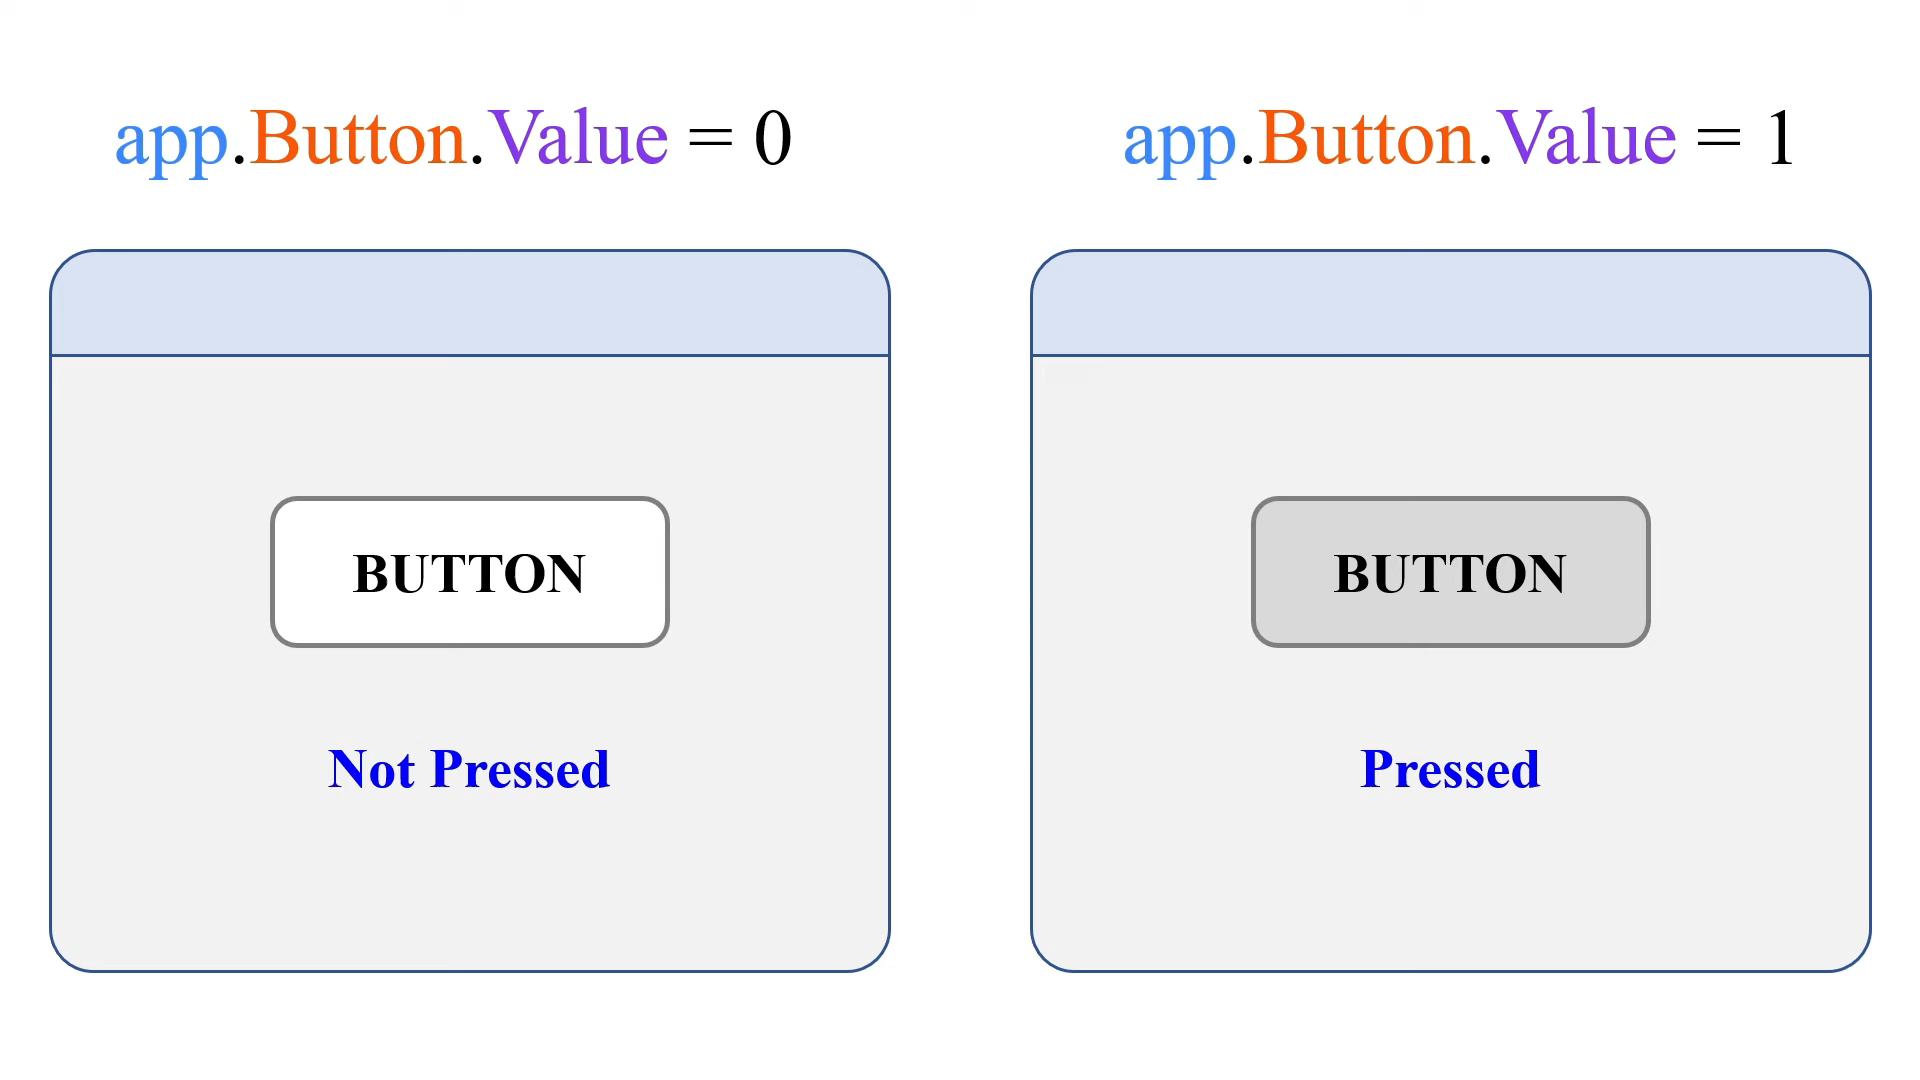 app.Button.Value = 0
BUTTON
Not Pressed
app.Button.Value = 1
BUTTON
Pressed